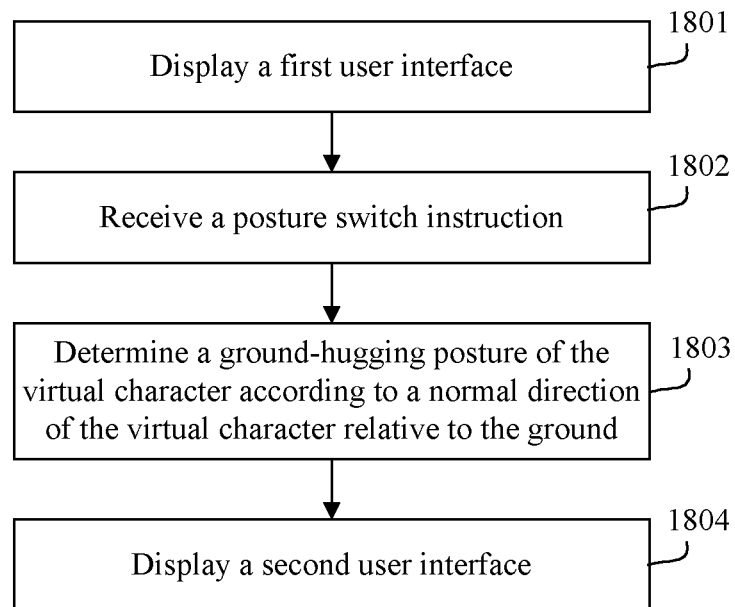 1801
Display a first user interface
1802
Receive a posture switch instruction
1803
Determine a ground-hugging posture of the
virtual character according to a normal direction
of the virtual character relative to the ground
1804
Display a second user interface